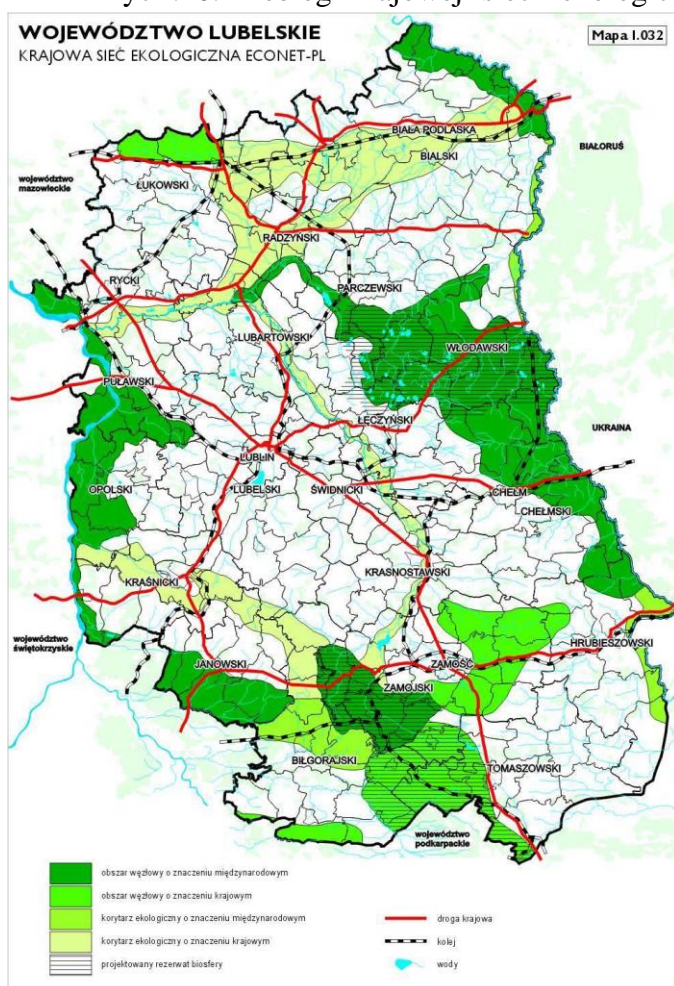 WOJEWÓDZTWO LUBELSKIE
KRAJOWA SIEĆ EKOLOGICZNA ECONET-PL
Mapa I.032
BIAŁORUŚ
BIAŁA PODLASKA
BIALSKI
województwo
mazowieckie
ŁUKOWSKI
RADZYŃSKI
RYCKI
PARCZEWSKI
LUBARTOWSKI
WŁODAWSKI
PUŁAWSKI
ŁĘCZYŃSKI
UKRAINA
LUBLIN
OPOLSKI
LUBELSKI
ŚWIDNICKI
CHEŁM
CHEŁMSKI
KRAŚNICKI
KRASNOSTAWSKI
województwo
świętokrzyskie
HRUBIESZOWSKI
JANOWSKI
ZAMOŚĆ
ZAMOJSKI
BIŁGORAJSKI
TOMASZOWSKI
województwo
podkarpackie
obszar węzłowy o znaczeniu międzynarodowym
obszar węzłowy o znaczeniu krajowym
korytarz ekologiczny o znaczeniu międzynarodowym
korytarz ekologiczny o znaczeniu krajowym
projektowany rezerwat biosfery
droga krajowa
kolej
wody